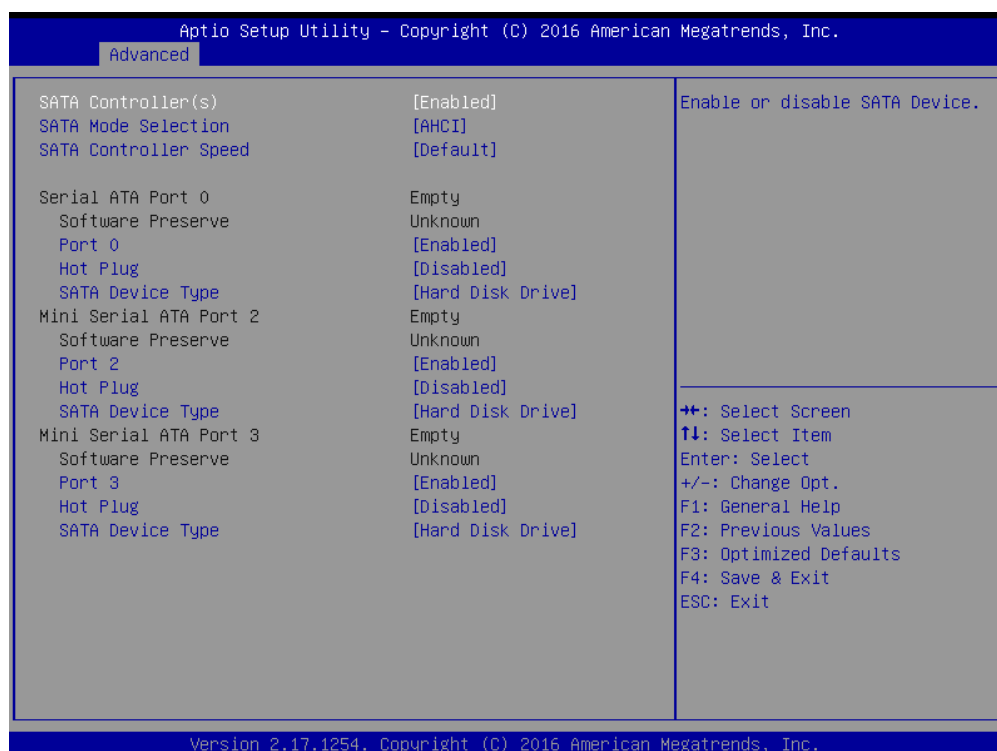 Aptio Setup Utility – Copyright (C) 2016 American Megatrends, Inc.
Advanced
SATA Controller(s) [Enabled]
SATA Mode Selection [AHCI]
SATA Controller Speed [Default]
Serial ATA Port 0 Empty
Software Preserve Unknown
Port 0 [Enabled]
Hot Plug [Disabled]
SATA Device Type [Hard Disk Drive]
Mini Serial ATA Port 2 Empty
Software Preserve Unknown
Port 2 [Enabled]
Hot Plug [Disabled]
SATA Device Type [Hard Disk Drive]
Mini Serial ATA Port 3 Empty
Software Preserve Unknown
Port 3 [Enabled]
Hot Plug [Disabled]
SATA Device Type [Hard Disk Drive]
Enable or disable SATA Device.
→←: Select Screen
↑↓: Select Item
Enter: Select
+/-: Change Opt.
F1: General Help
F2: Previous Values
F3: Optimized Defaults
F4: Save & Exit
ESC: Exit
Version 2.17.1254. Copyright (C) 2016 American Megatrends, Inc.